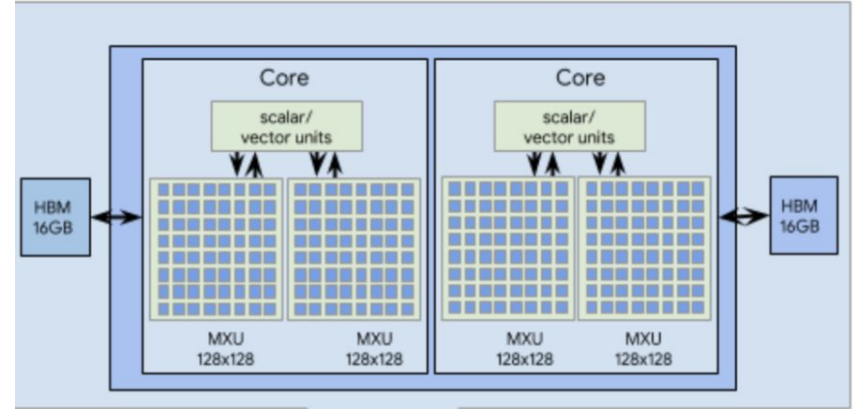 Core
scalar/
vector units
HBM
16GB
MXU
128x128
MXU
128x128
Core
scalar/
vector units
MXU
128x128
MXU
128x128
HBM
16GB